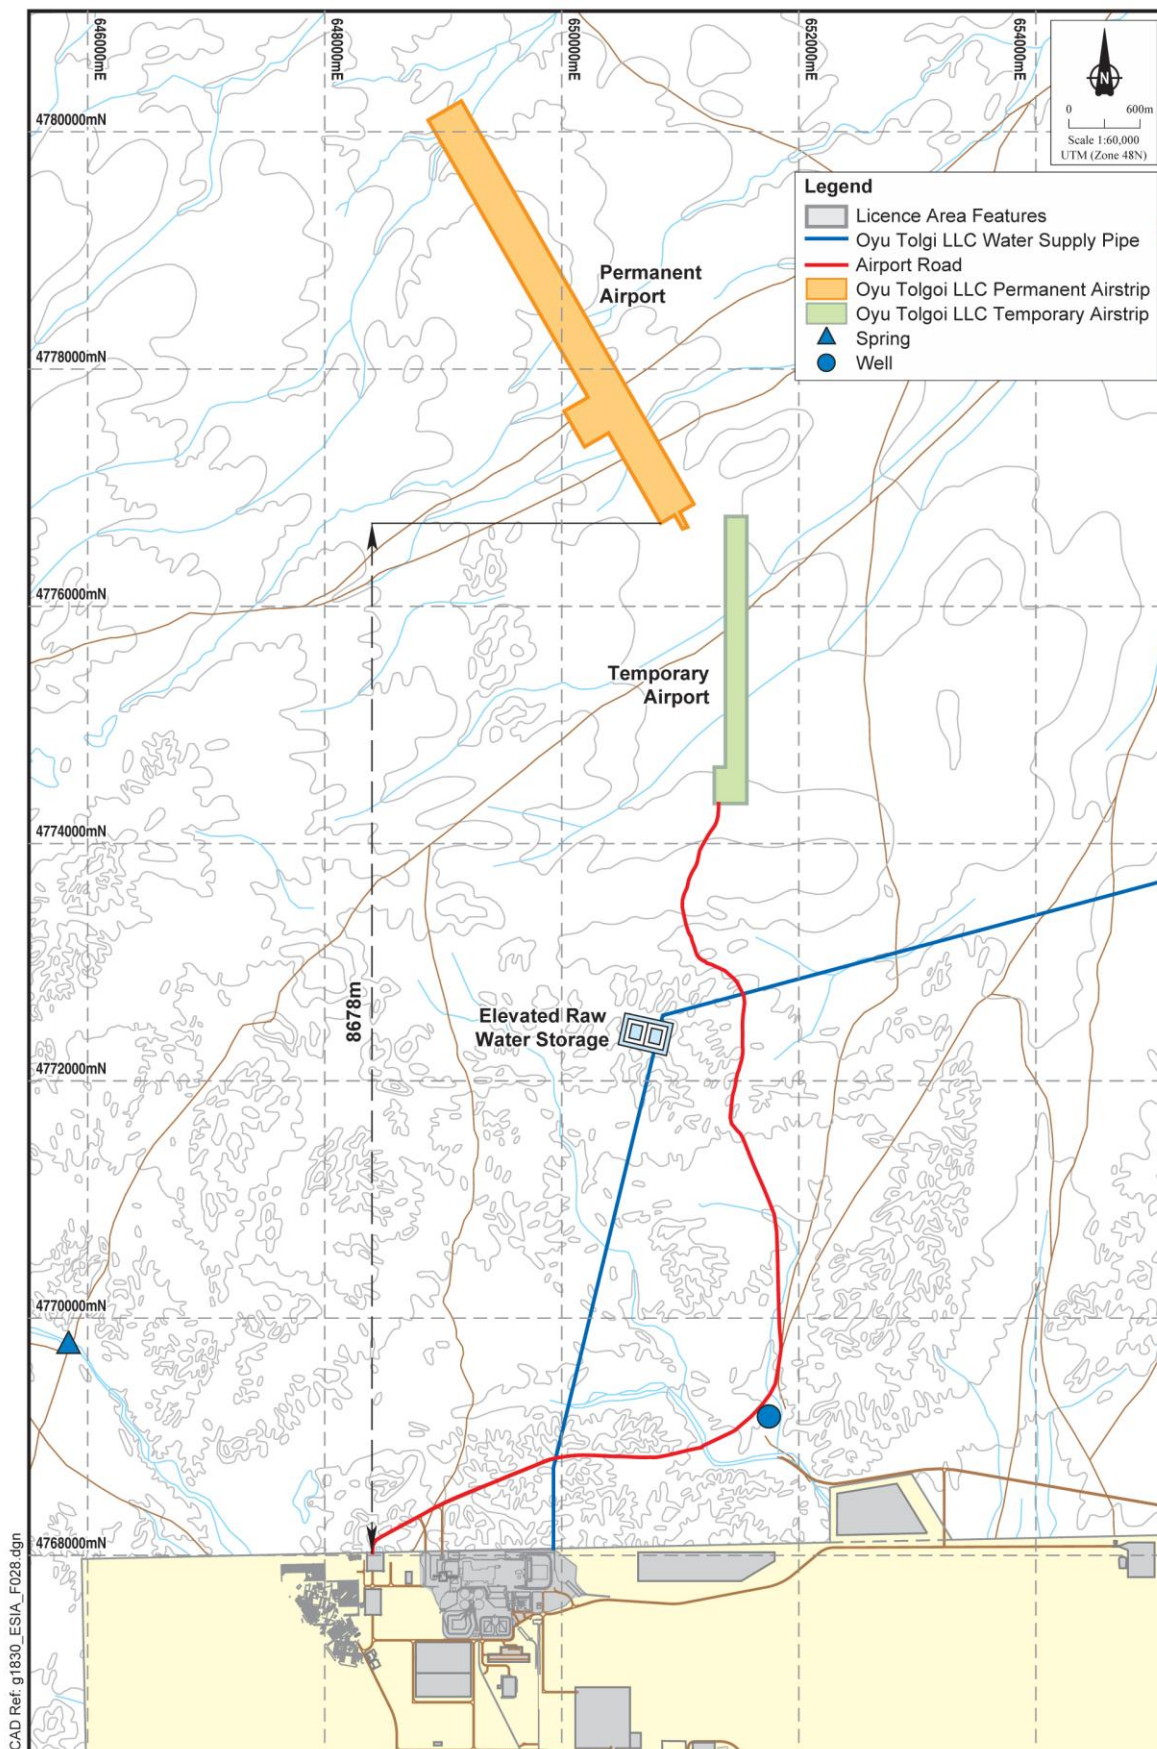 646000mE
648000mE
650000mE
652000mE
654000mE
N
0 600m
Scale 1:60,000
UTM (Zone 48N)
4780000mN
Legend
Licence Area Features
Oyu Tolgi LLC Water Supply Pipe
Airport Road
Oyu Tolgoi LLC Permanent Airstrip
Oyu Tolgoi LLC Temporary Airstrip
Spring
Well
Permanent
Airport
4778000mN
4776000mN
Temporary
Airport
4774000mN
8678m
Elevated Raw
Water Storage
4772000mN
4770000mN
4768000mN
CAD Ref: g1830_ESIA_F028.dgn